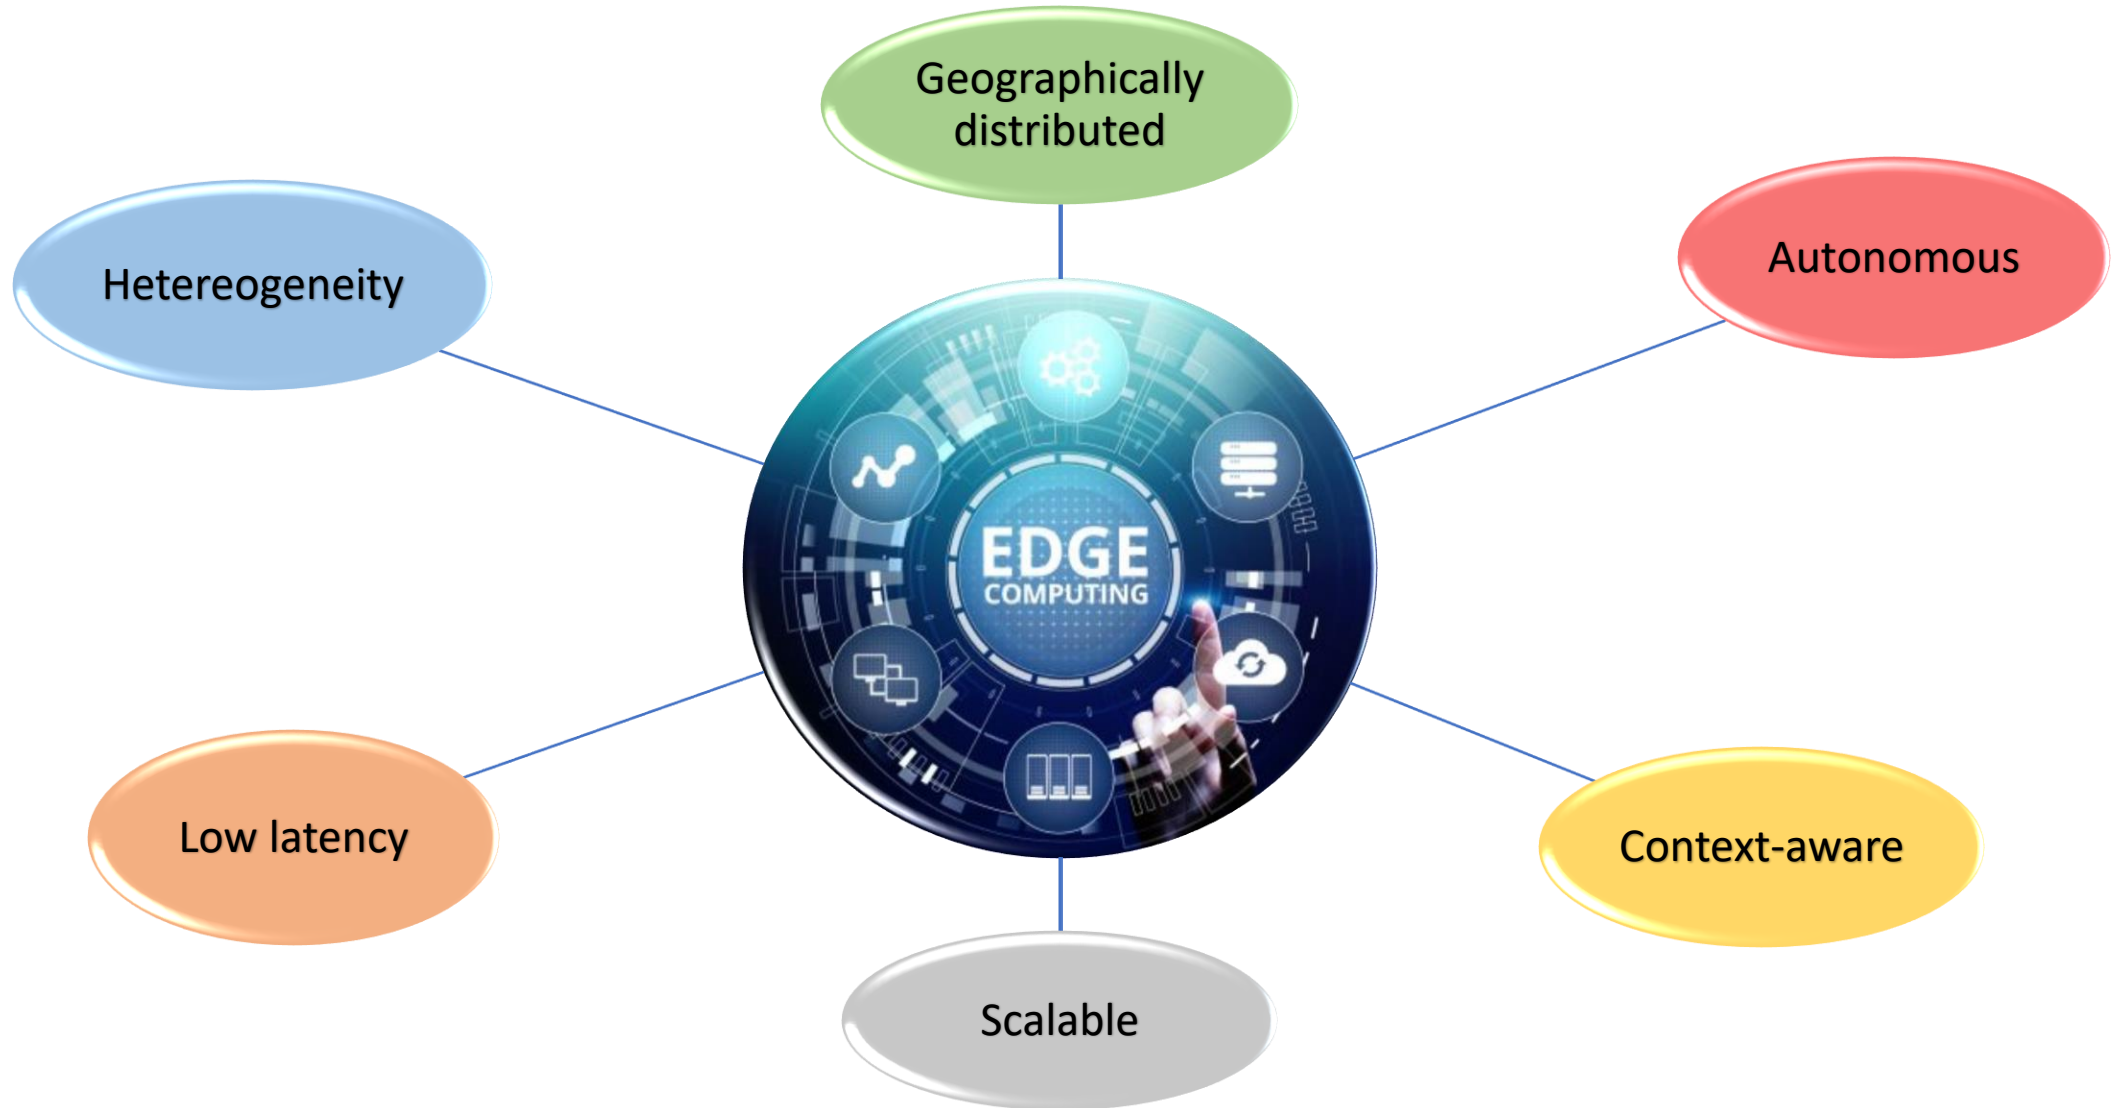 Geographically
distributed
Autonomous
Hetereogeneity
EDGE
COMPUTING
Low latency
Context-aware
Scalable